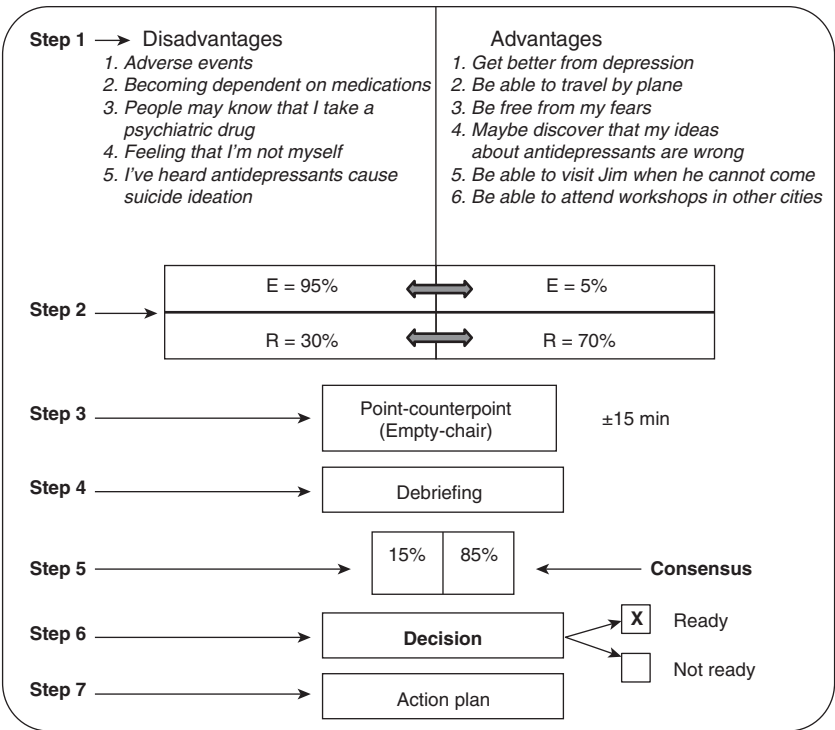 Step 1
Disadvantages
1. Adverse events
2. Becoming dependent on medications
3. People may know that I take a
psychiatric drug
4. Feeling that I'm not myself
5. I've heard antidepressants cause
suicide ideation
Advantages
1. Get better from depression
2. Be able to travel by plane
3. Be free from my fears
4. Maybe discover that my ideas
about antidepressants are wrong
5. Be able to visit Jim when he cannot come
6. Be able to attend workshops in other cities
Step 2
E = 95%
E = 5%
R = 30%
R = 70%
Step 3
Point-counterpoint
(Empty-chair)
±15 min
Step 4
Debriefing
Step 5
15%
85%
Consensus
Step 6
Decision
X
Ready
Not ready
Step 7
Action plan